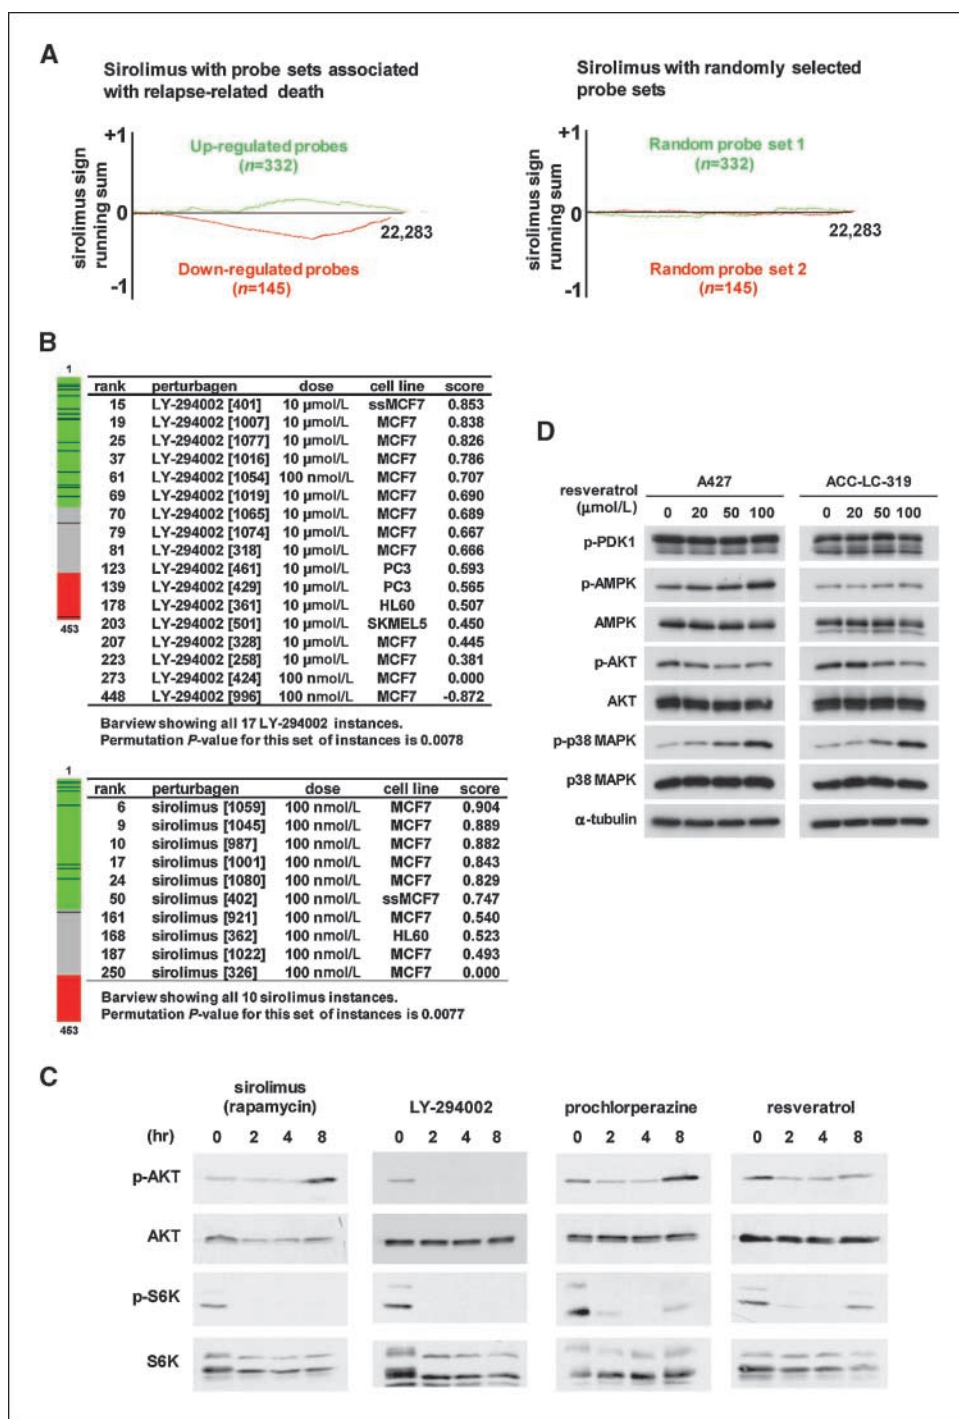 A
Sirolimus with probe sets associated
with relapse-related death
sirolimus sign
running sum
+1
0
-1
Up-regulated probes
(n=332)
22,283
Down-regulated probes
(n=145)
Sirolimus with randomly selected
probe sets
sirolimus sign
running sum
+1
0
-1
Random probe set 1
(n=332)
22,283
Random probe set 2
(n=145)
B
1
453
rank perturbagen dose cell line score
15 LY-294002 [401] 10 µmol/L ssMCF7 0.853
19 LY-294002 [1007] 10 µmol/L MCF7 0.838
25 LY-294002 [1077] 10 µmol/L MCF7 0.826
37 LY-294002 [1016] 10 µmol/L MCF7 0.786
61 LY-294002 [1054] 100 nmol/L MCF7 0.707
69 LY-294002 [1019] 10 µmol/L MCF7 0.690
70 LY-294002 [1065] 10 µmol/L MCF7 0.689
79 LY-294002 [1074] 10 µmol/L MCF7 0.667
81 LY-294002 [318] 10 µmol/L MCF7 0.666
123 LY-294002 [461] 10 µmol/L PC3 0.593
139 LY-294002 [429] 10 µmol/L PC3 0.565
178 LY-294002 [361] 10 µmol/L HL60 0.507
203 LY-294002 [501] 10 µmol/L SKMEL5 0.450
207 LY-294002 [328] 10 µmol/L MCF7 0.445
223 LY-294002 [258] 10 µmol/L MCF7 0.381
273 LY-294002 [424] 100 nmol/L MCF7 0.000
448 LY-294002 [996] 100 nmol/L MCF7 -0.872
Barview showing all 17 LY-294002 instances.
Permutation P-value for this set of instances is 0.0078
1
453
rank perturbagen dose cell line score
6 sirolimus [1059] 100 nmol/L MCF7 0.904
9 sirolimus [1045] 100 nmol/L MCF7 0.889
10 sirolimus [987] 100 nmol/L MCF7 0.882
17 sirolimus [1001] 100 nmol/L MCF7 0.843
24 sirolimus [1080] 100 nmol/L MCF7 0.829
50 sirolimus [402] 100 nmol/L ssMCF7 0.747
161 sirolimus [921] 100 nmol/L MCF7 0.540
168 sirolimus [362] 100 nmol/L HL60 0.523
187 sirolimus [1022] 100 nmol/L MCF7 0.493
250 sirolimus [326] 100 nmol/L MCF7 0.000
Barview showing all 10 sirolimus instances.
Permutation P-value for this set of instances is 0.0077
D
A427 ACC-LC-319
resveratrol
(µmol/L) 0 20 50 100 0 20 50 100
p-PDK1
p-AMPK
AMPK
p-AKT
AKT
p-p38 MAPK
p38 MAPK
α-tubulin
C
sirolimus
(rapamycin) LY-294002 prochlorperazine resveratrol
(hr) 0 2 4 8 0 2 4 8 0 2 4 8 0 2 4 8
p-AKT
AKT
p-S6K
S6K